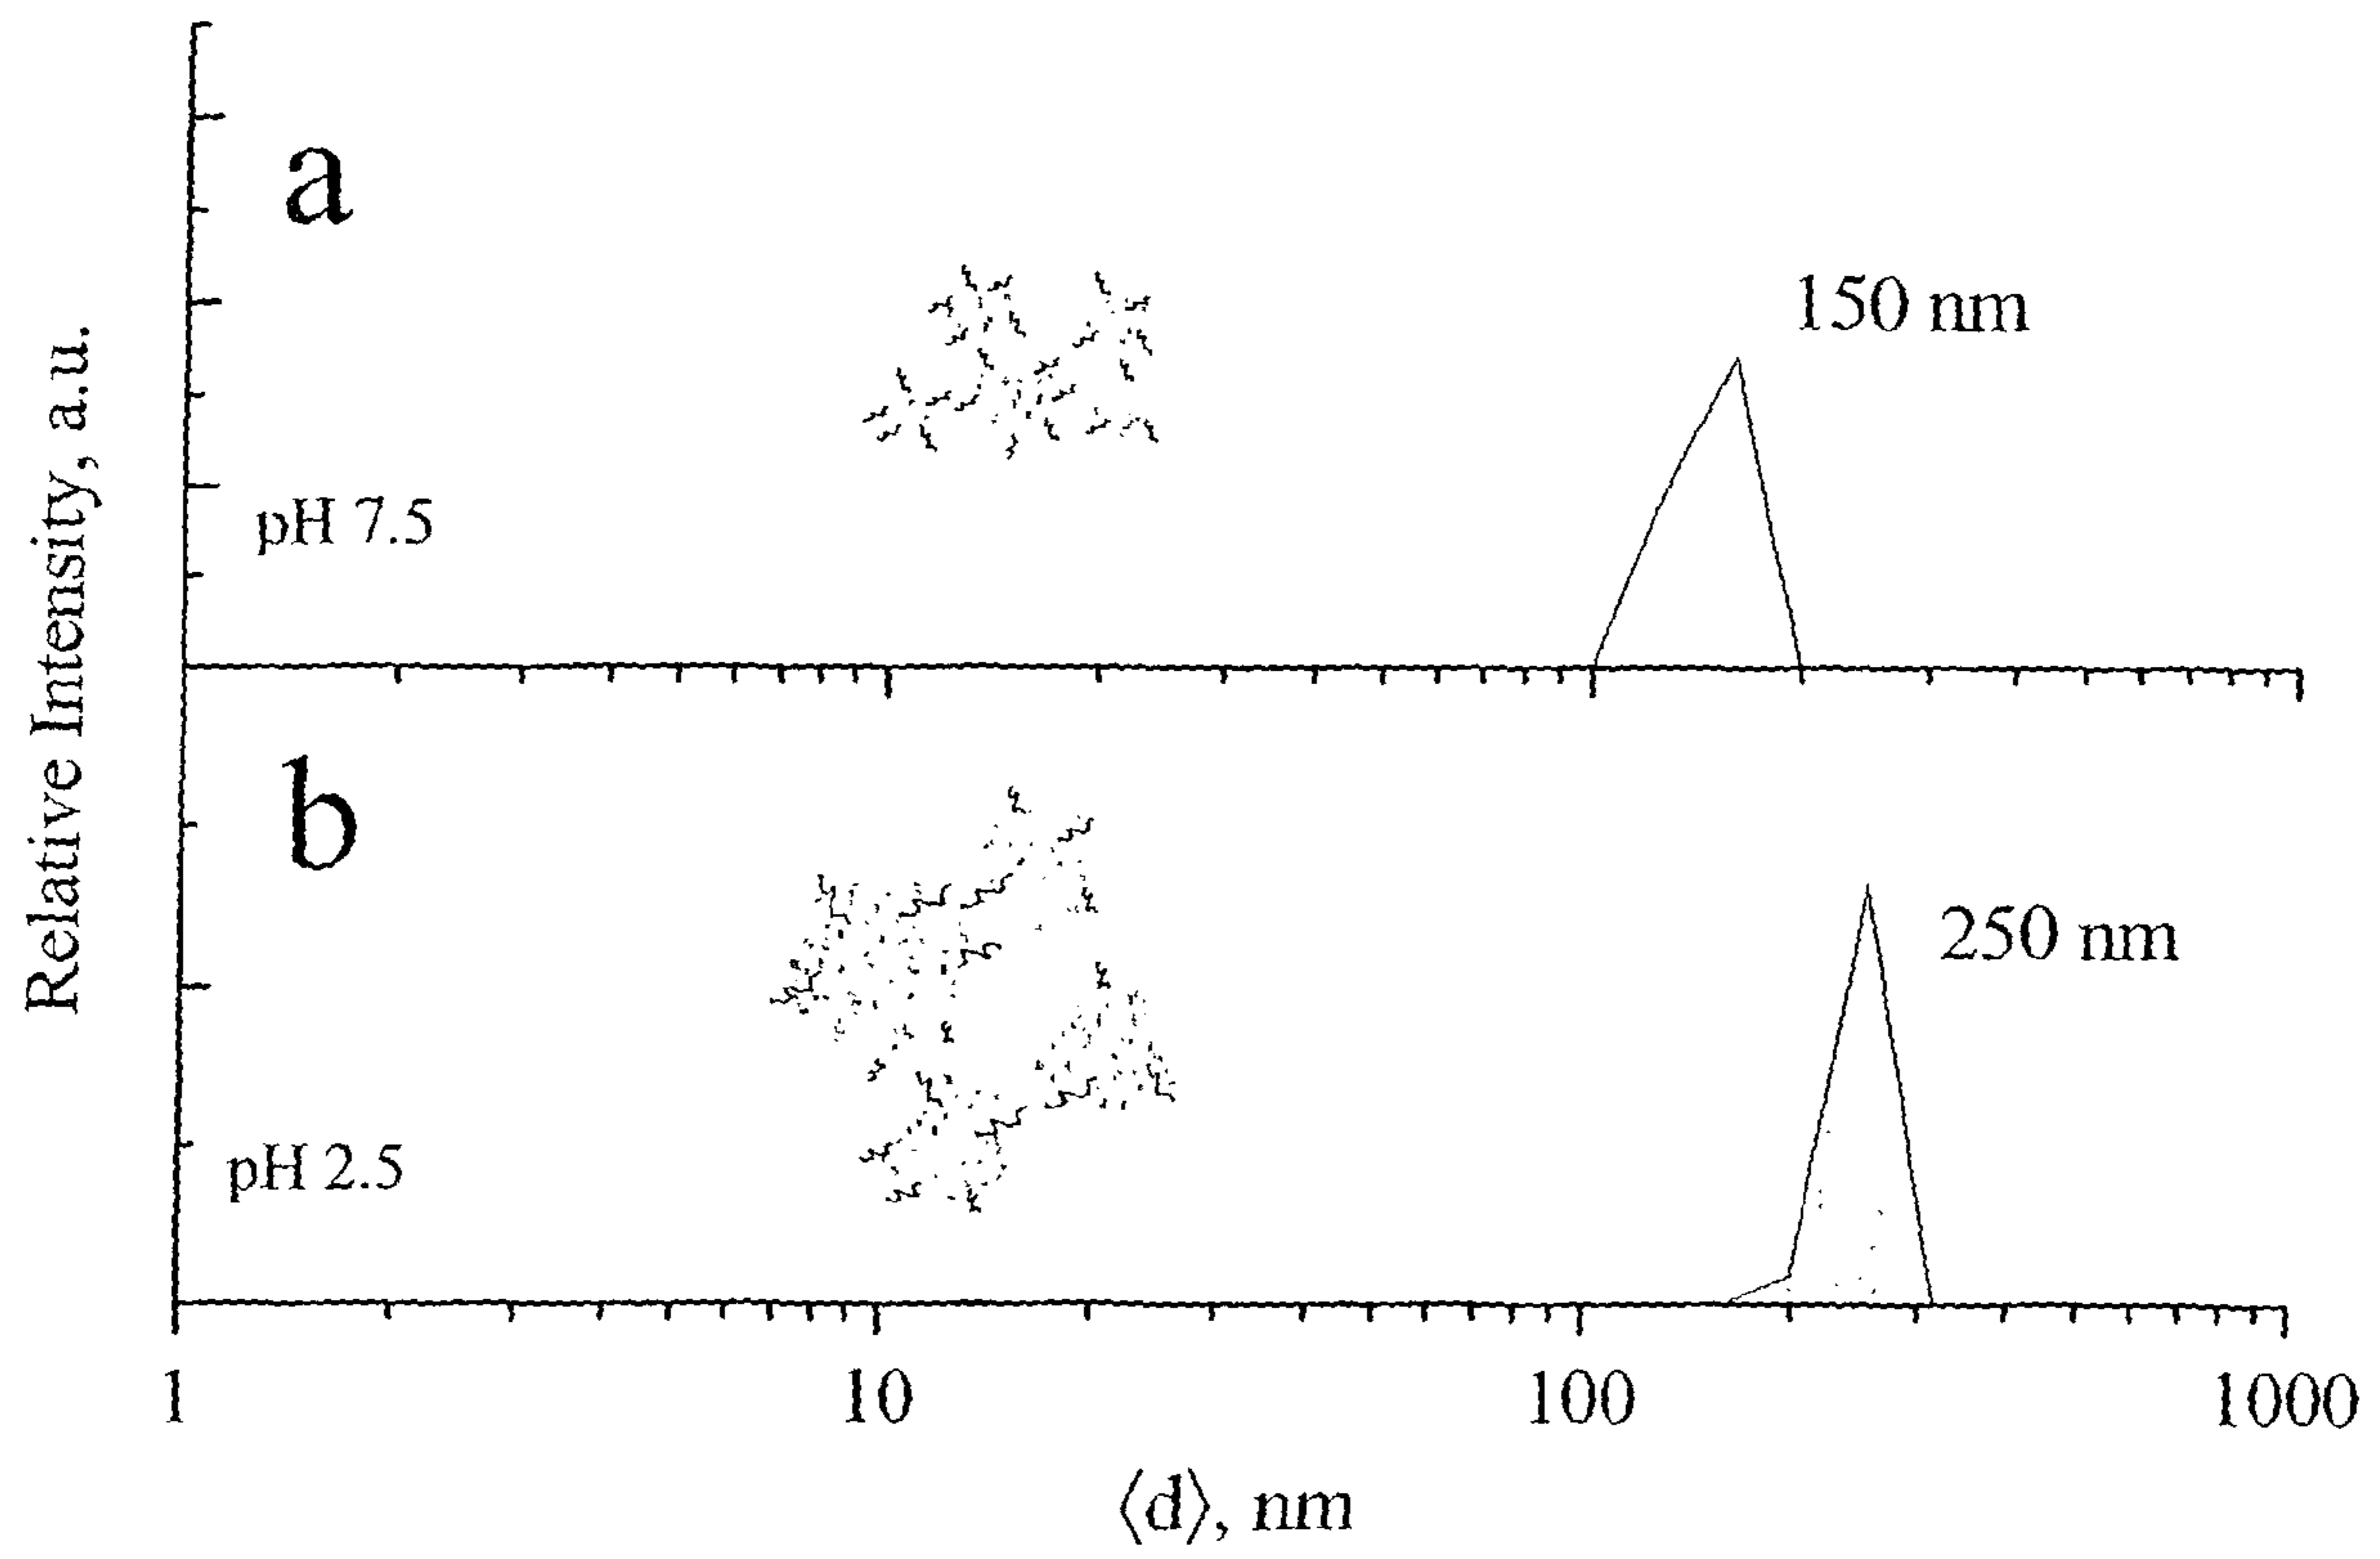 Relative Intensity, a.u.
a
150 nm
pH 7.5
b
250 nm
pH 2.5
1 10 100 1000
⟨d⟩, nm